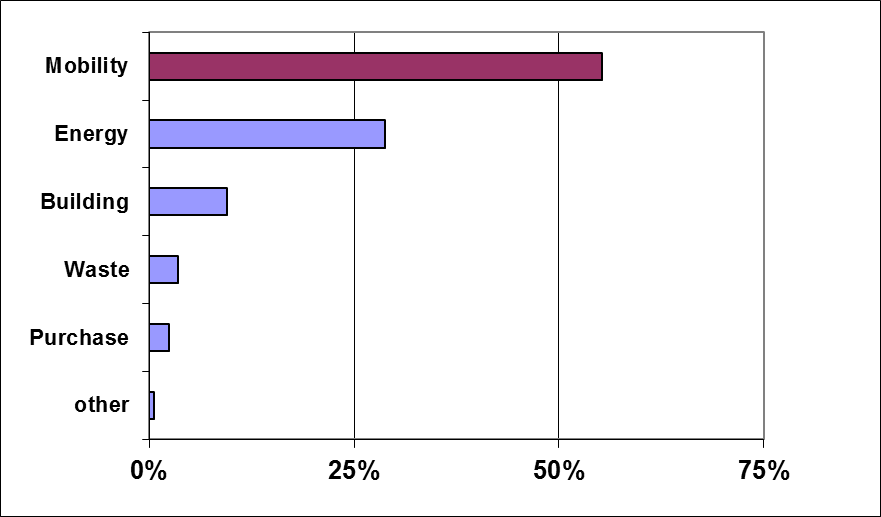 Mobility
Energy
Building
Waste
Purchase
other
0% 25% 50% 75%